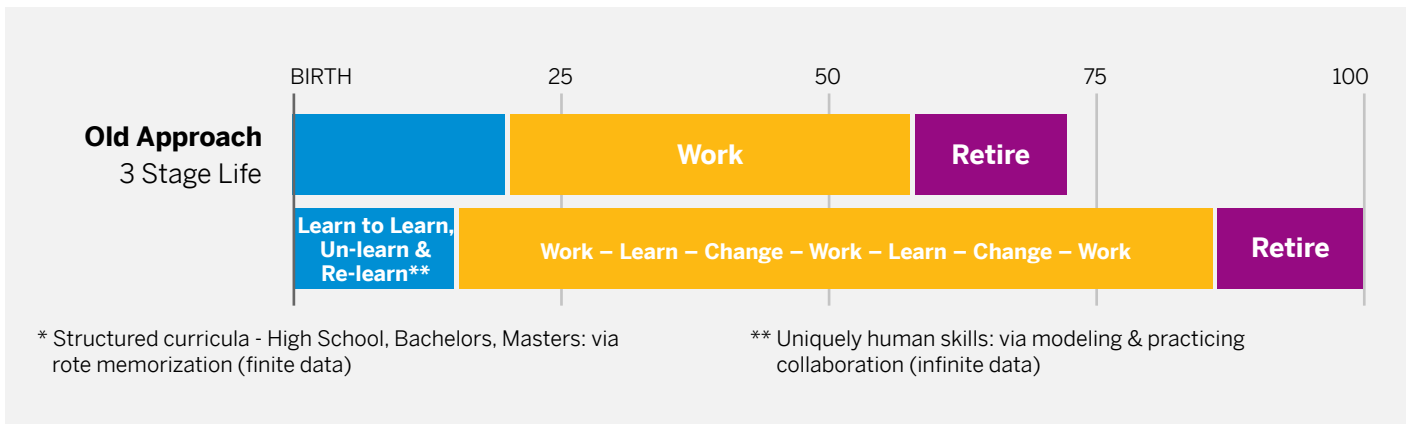 BIRTH 25 50 75 100
Old Approach
3 Stage Life
Work
Retire
Learn to Learn,
Un-learn &
Re-learn**
Work – Learn – Change – Work – Learn – Change – Work
Retire
* Structured curricula - High School, Bachelors, Masters: via
rote memorization (finite data)
** Uniquely human skills: via modeling & practicing
collaboration (infinite data)